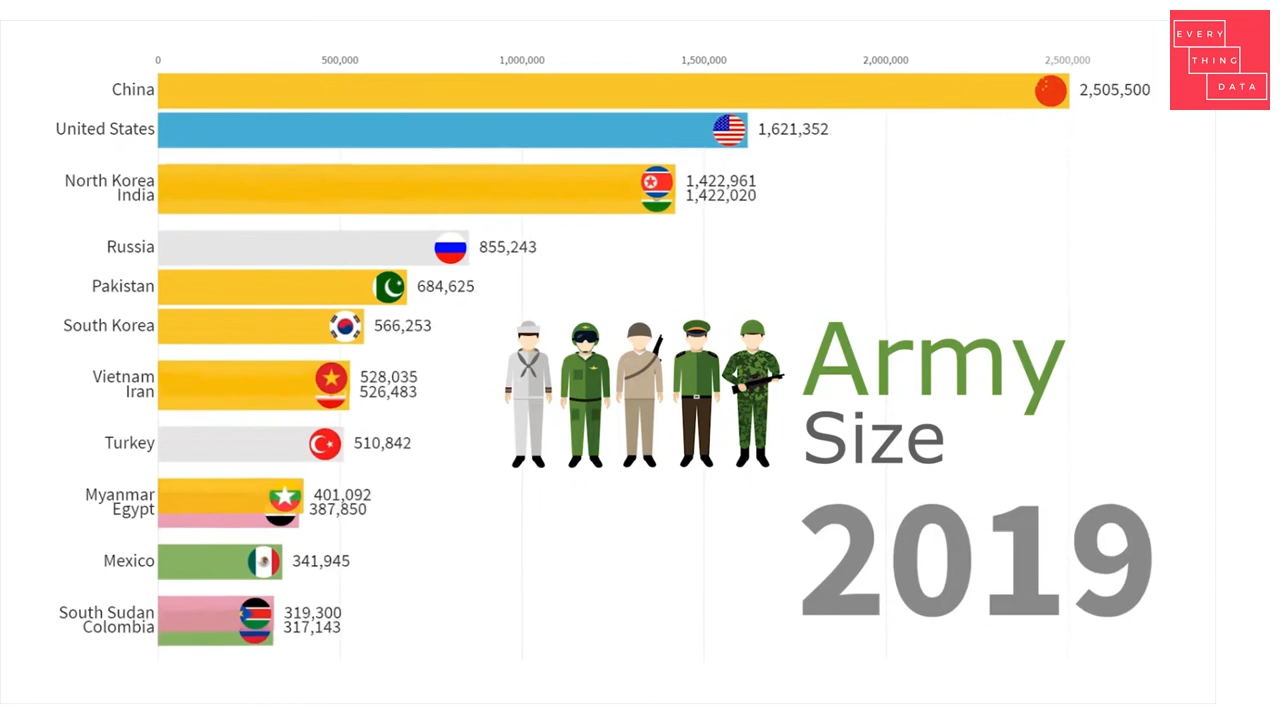 0 500,000 1,000,000 1,500,000 2,000,000 2,500,000
EVERY
THING
DATA
China 2,505,500
United States 1,621,352
North Korea 1,422,961
India 1,422,020
Russia 855,243
Pakistan 684,625
South Korea 566,253
Vietnam 528,035
Iran 526,483
Turkey 510,842
Myanmar 401,092
Egypt 387,850
Mexico 341,945
South Sudan 319,300
Colombia 317,143
Army
Size
2019